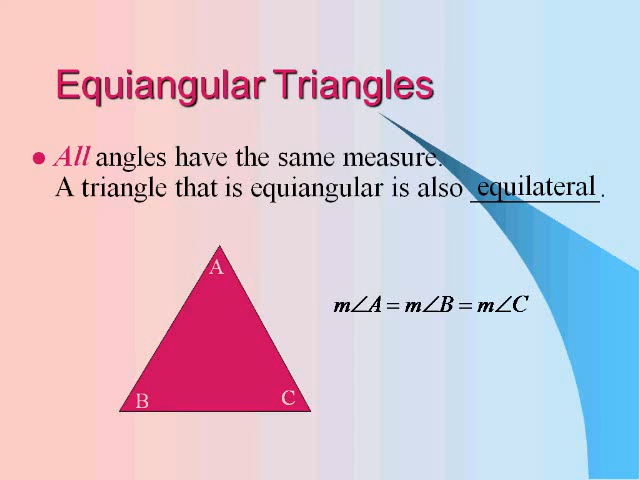 Equiangular Triangles
All angles have the same measure.
A triangle that is equiangular is also equilateral.
A
m∠A = m∠B = m∠C
B
C